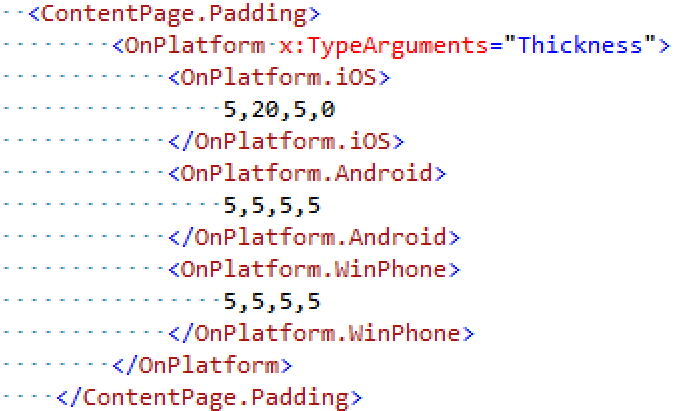 <ContentPage.Padding>
<OnPlatform x:TypeArguments="Thickness">
<OnPlatform.iOS>
5,20,5,0
</OnPlatform.iOS>
<OnPlatform.Android>
5,5,5,5
</OnPlatform.Android>
<OnPlatform.WinPhone>
5,5,5,5
</OnPlatform.WinPhone>
</OnPlatform>
</ContentPage.Padding>